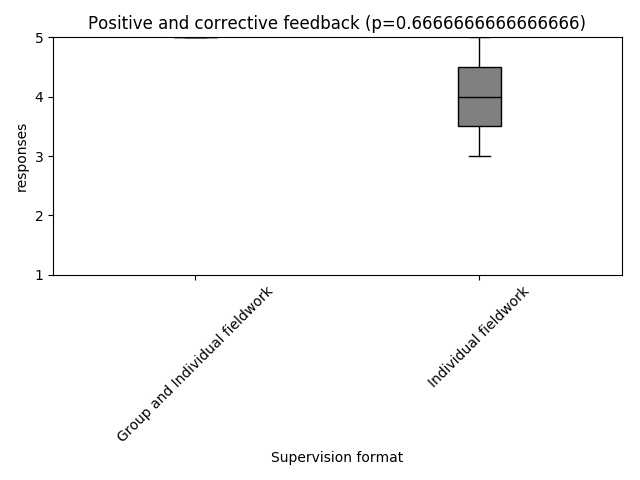 Positive and corrective feedback (p=0.6666666666666666)
responses
5
4
3
2
1
Group and Individual fieldwork
Individual fieldwork
Supervision format